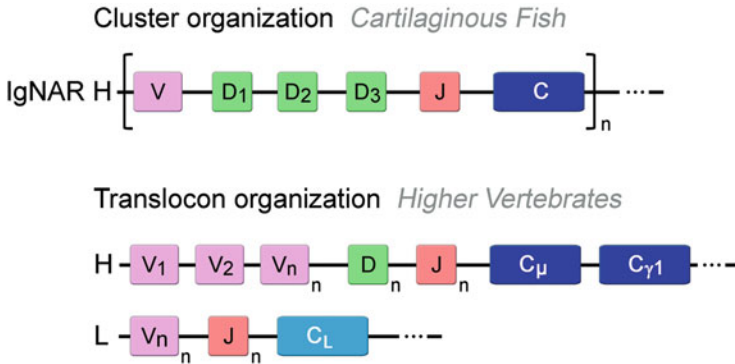 Cluster organization Cartilaginous Fish
IgNAR H V D1 D2 D3 J C n ...
Translocon organization Higher Vertebrates
H V1 V2 Vn n D n J n Cμ Cγ1 ...
L Vn n J n CL ...